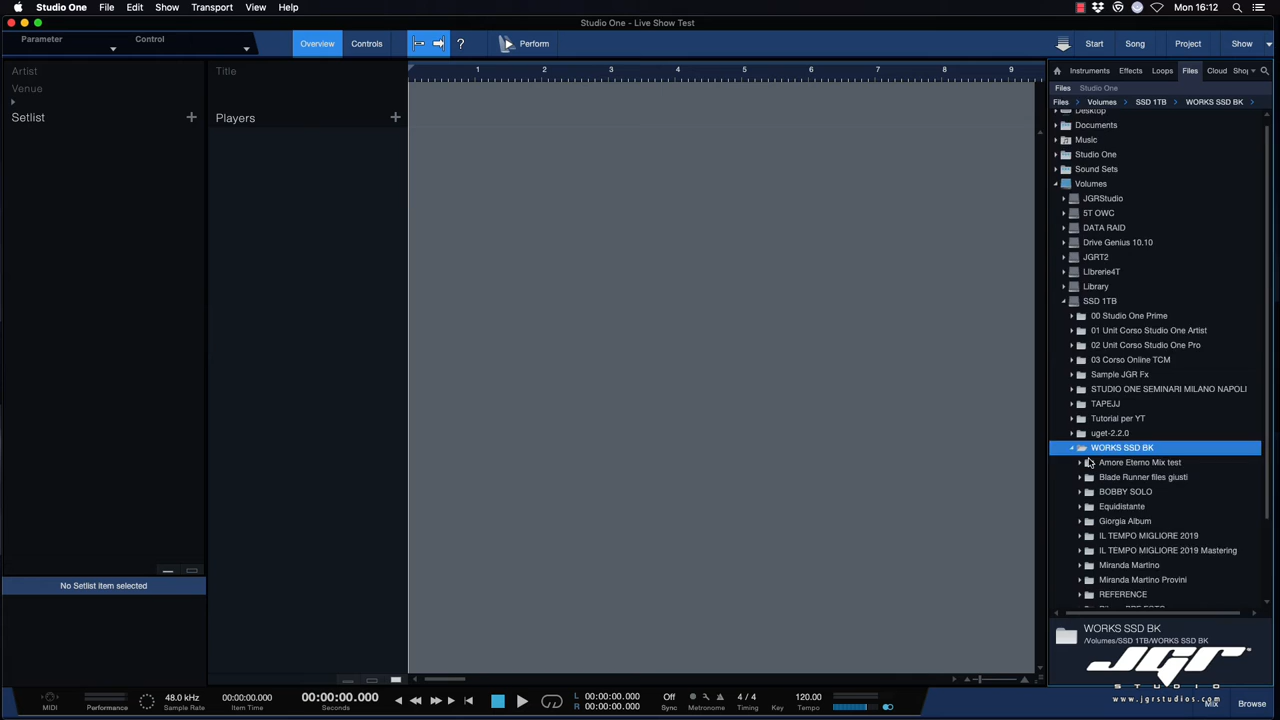 Studio One File Edit Show Transport View Help Mon 16:12
Studio One - Live Show Test
Parameter Control Overview Controls ? Perform Start Song Project Show
Artist Title 1 2 3 4 5 6 7 8 9 Instruments Effects Loops Files Cloud Shop
Venue Files Studio One
Files Volumes SSD 1TB WORKS SSD BK
Setlist + Players +
Desktop
Documents
Music
Studio One
Sound Sets
Volumes
JGRStudio
5T OWC
DATA RAID
Drive Genius 10.10
JGRT2
LIbrerie4T
Library
SSD 1TB
00 Studio One Prime
01 Unit Corso Studio One Artist
02 Unit Corso Studio One Pro
03 Corso Online TCM
Sample JGR Fx
STUDIO ONE SEMINARI MILANO NAPOLI
TAPEJJ
Tutorial per YT
uget-2.2.0
WORKS SSD BK
Amore Eterno Mix test
Blade Runner files giusti
BOBBY SOLO
Equidistante
Giorgia Album
IL TEMPO MIGLIORE 2019
IL TEMPO MIGLIORE 2019 Mastering
Miranda Martino
Miranda Martino Provini
REFERENCE
No Setlist item selected
WORKS SSD BK
/Volumes/SSD 1TB/WORKS SSD BK
JGR
STUDIO
www.jgrstudios.com
48.0 kHz 00:00:00.000 00:00:00.000 L 00:00:00.000 Off 4 / 4 120.00
R 00:00:00.000
MIDI Performance Sample Rate Item Time Seconds Sync Metronome Timing Key Tempo Mix Browse